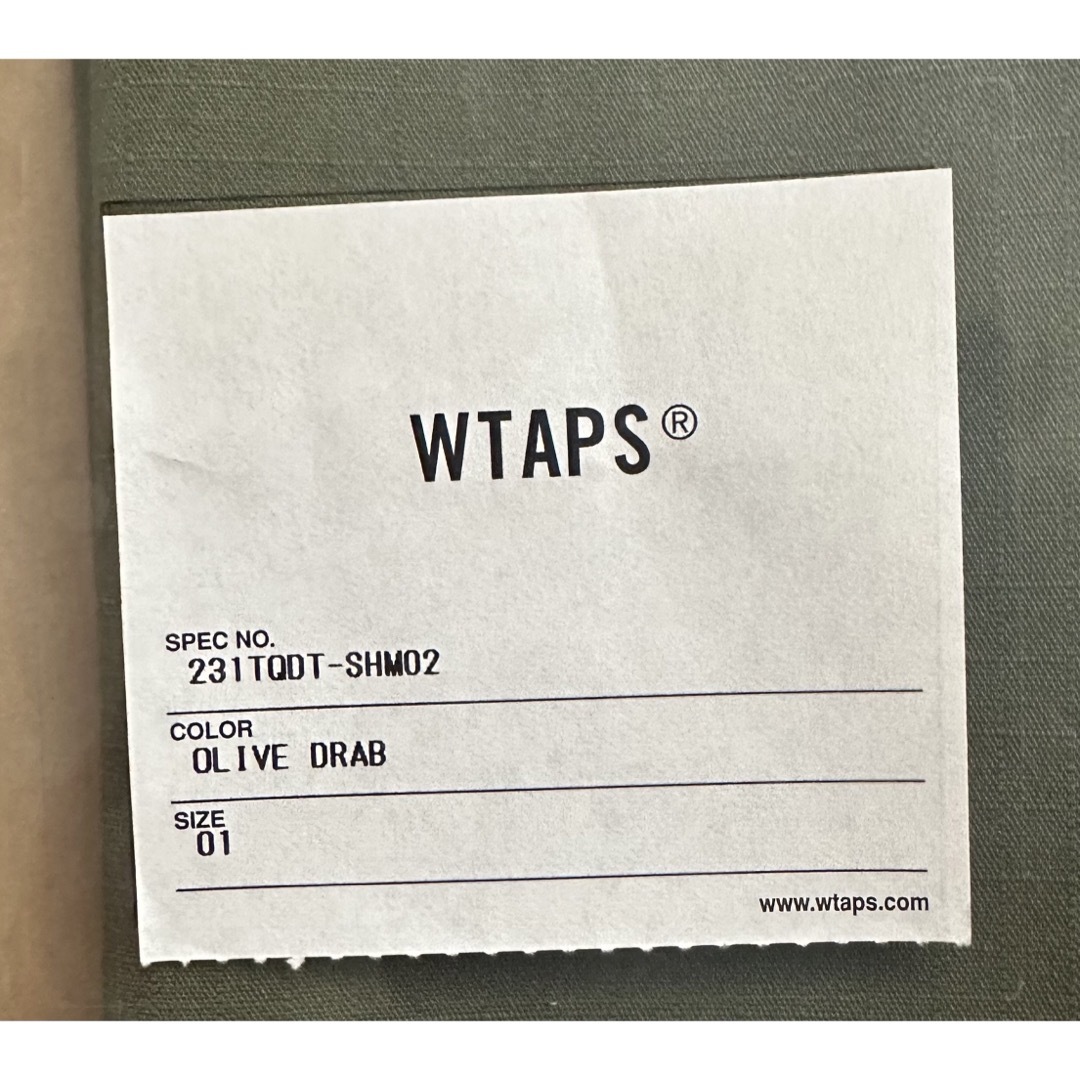 WTAPS®
SPEC NO.
231TQDT-SHM02
COLOR
OLIVE DRAB
SIZE
01
www.wtaps.com